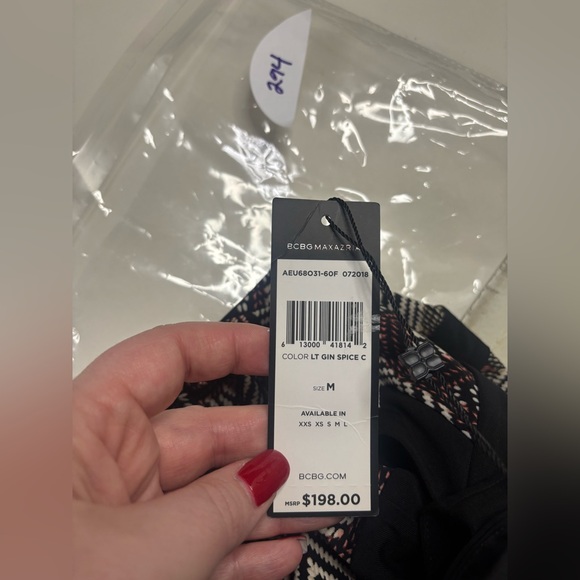 294
BCBGMAXAZRIA
AEU68O31-60F 072018
6 13000 41814 2
COLOR LT GIN SPICE C
SIZE M
AVAILABLE IN
XXS XS S M L
BCBG.COM
MSRP $198.00